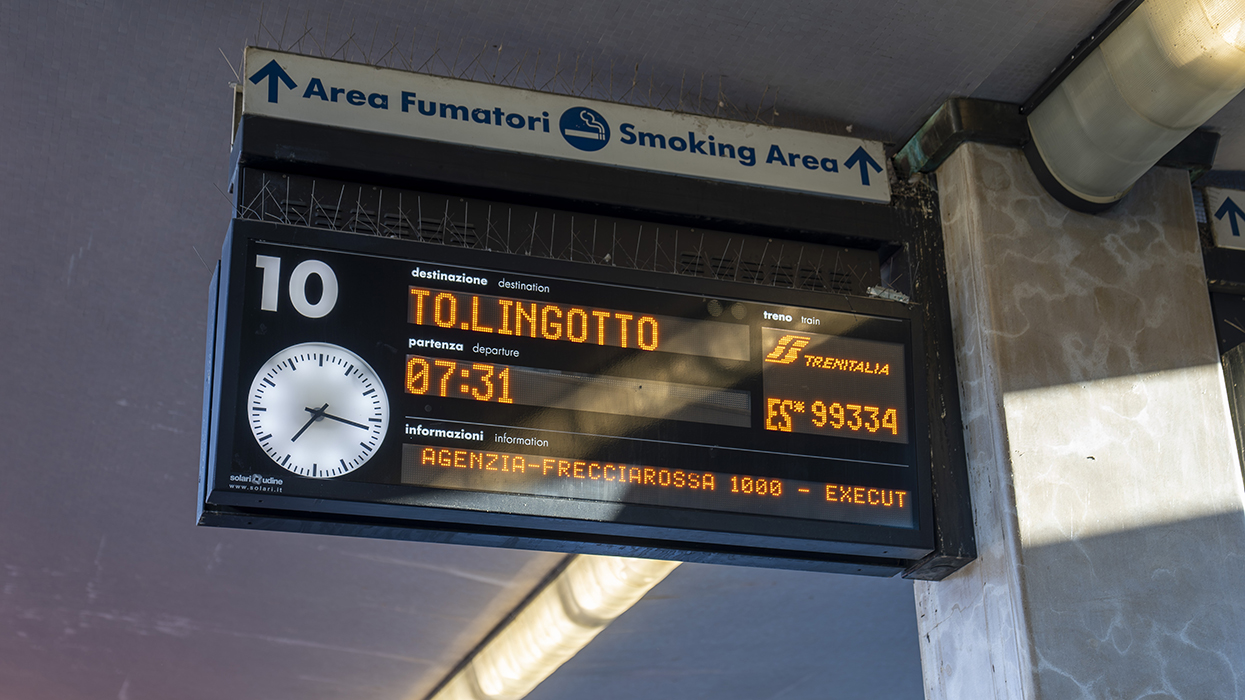 Area Fumatori Smoking Area
10
destinazione destination
TO.LINGOTTO
partenza departure
07:31
treno train
TRENITALIA
ES* 99334
informazioni information
AGENZIA-FRECCIAROSSA 1000 - EXECUT
solari udine
www.solari.it